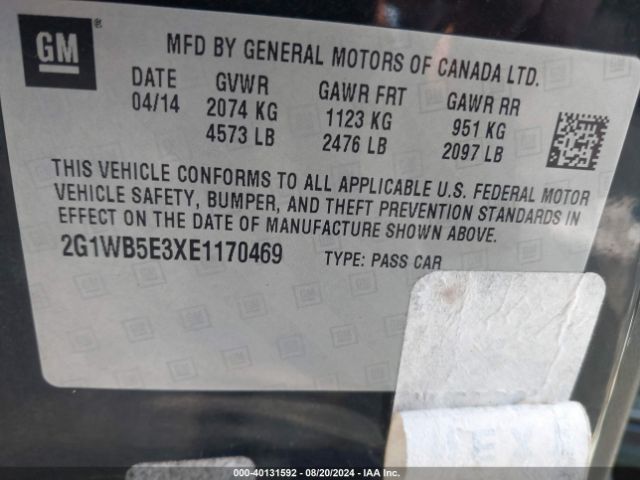 GM ®
MFD BY GENERAL MOTORS OF CANADA LTD.
DATE GVWR GAWR FRT GAWR RR
04/14 2074 KG 1123 KG 951 KG
4573 LB 2476 LB 2097 LB
THIS VEHICLE CONFORMS TO ALL APPLICABLE U.S. FEDERAL MOTOR
VEHICLE SAFETY, BUMPER, AND THEFT PREVENTION STANDARDS IN
EFFECT ON THE DATE OF MANUFACTURE SHOWN ABOVE.
2G1WB5E3XE1170469 TYPE: PASS CAR
000-40131592 — 08/20/2024 — IAA Inc.